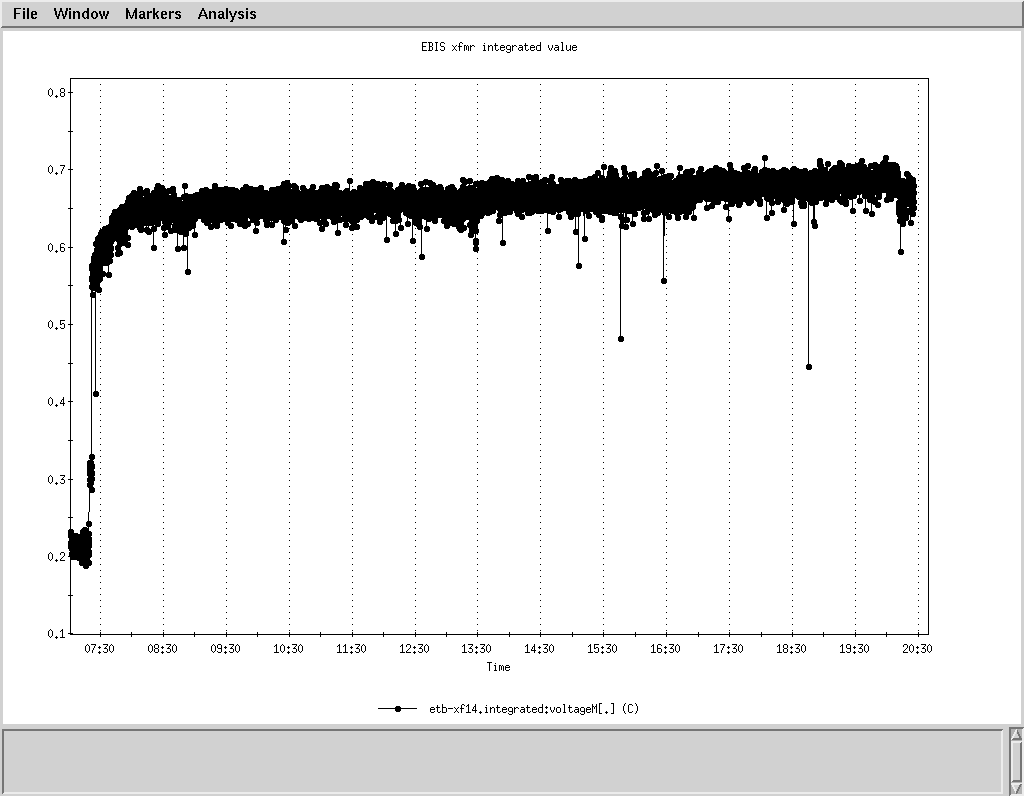 File Window Markers Analysis
EBIS xfmr integrated value
0.8
0.7
0.6
0.5
0.4
0.3
0.2
0.1
07:30 08:30 09:30 10:30 11:30 12:30 13:30 14:30 15:30 16:30 17:30 18:30 19:30 20:30
Time
etb-xf14.integrated:voltageM[.] (C)